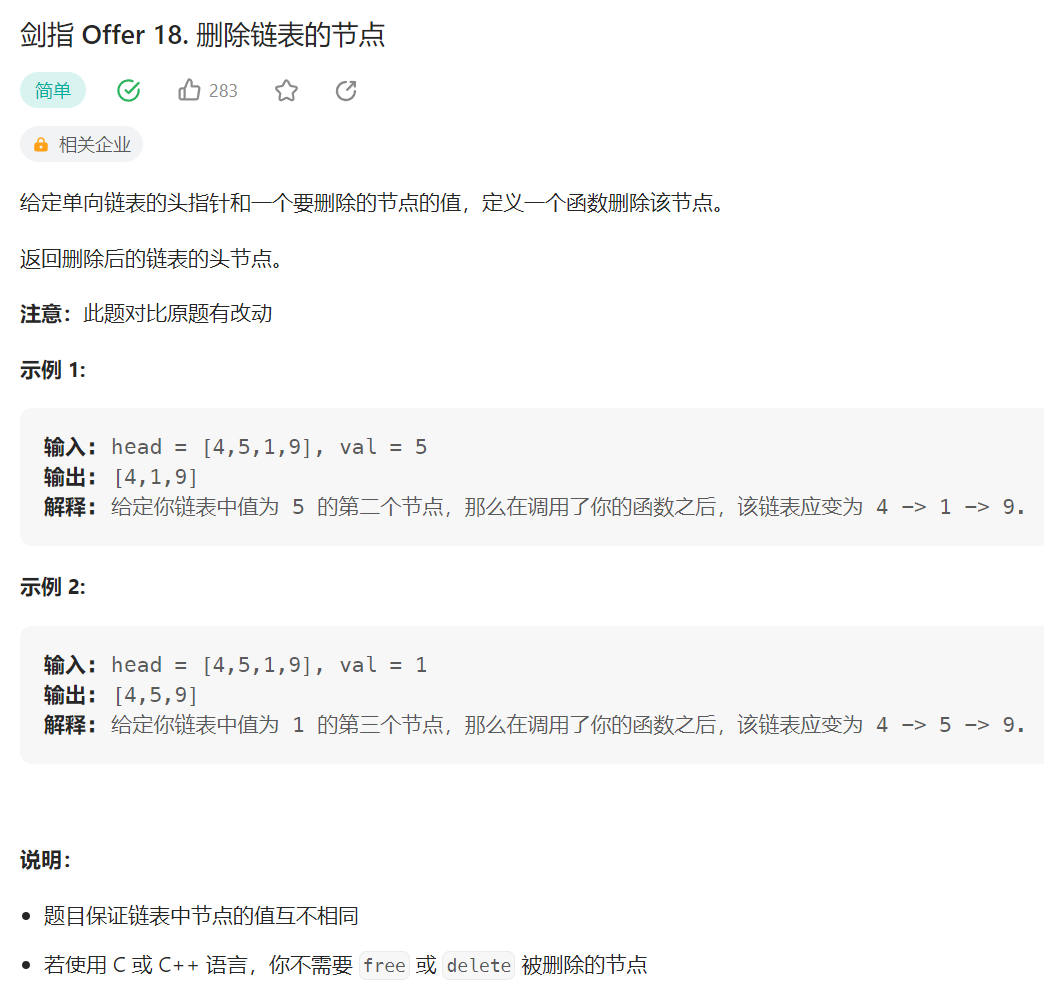 剑指 Offer 18. 删除链表的节点
简单 283
相关企业
给定单向链表的头指针和一个要删除的节点的值，定义一个函数删除该节点。
返回删除后的链表的头节点。
注意：此题对比原题有改动
示例 1:
输入: head = [4,5,1,9], val = 5
输出: [4,1,9]
解释: 给定你链表中值为 5 的第二个节点，那么在调用了你的函数之后，该链表应变为 4 -> 1 -> 9.
示例 2:
输入: head = [4,5,1,9], val = 1
输出: [4,5,9]
解释: 给定你链表中值为 1 的第三个节点，那么在调用了你的函数之后，该链表应变为 4 -> 5 -> 9.
说明：
• 题目保证链表中节点的值互不相同
• 若使用 C 或 C++ 语言，你不需要 free 或 delete 被删除的节点